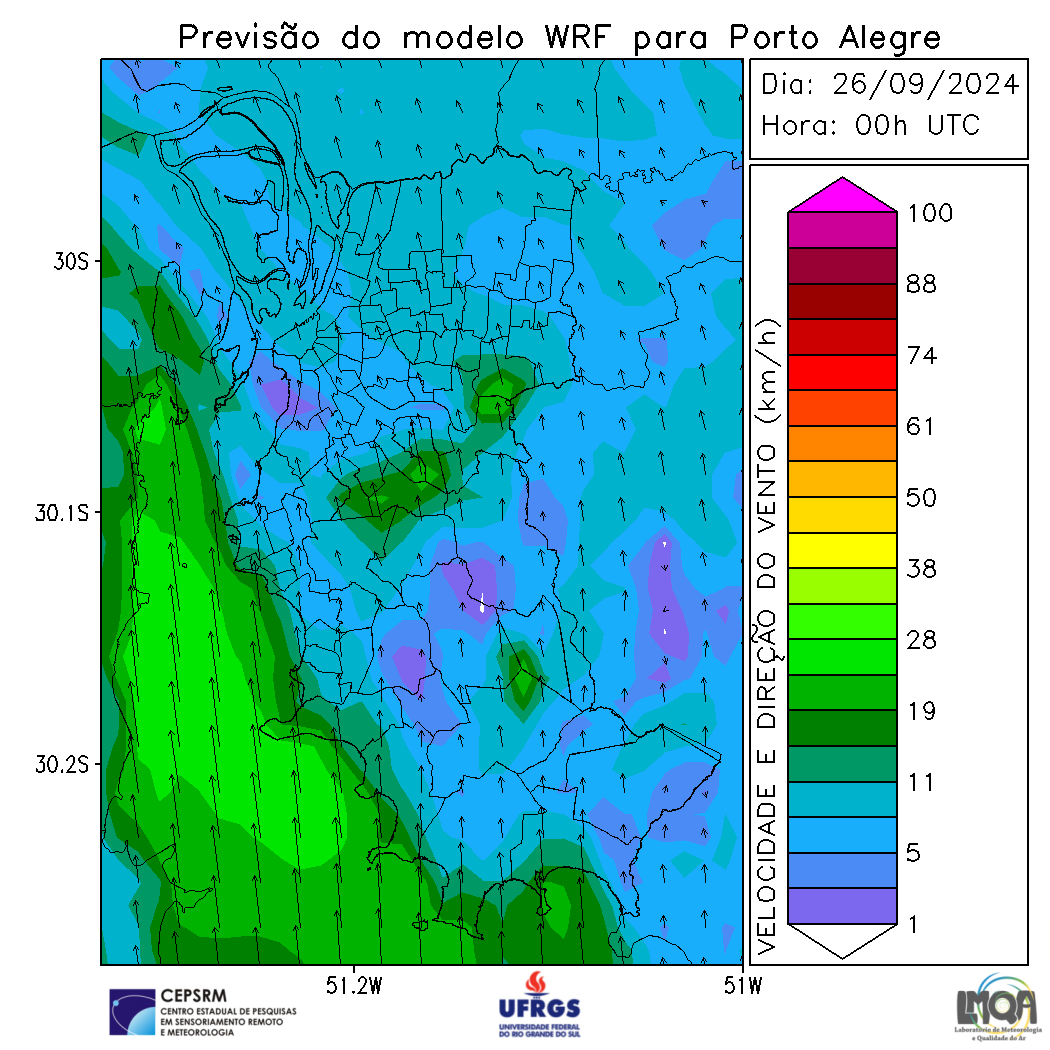 Previsão do modelo WRF para Porto Alegre
Dia: 26/09/2024
Hora: 00h UTC
30S
30.1S
30.2S
51.2W
51W
VELOCIDADE E DIREÇÃO DO VENTO (km/h)
100
88
74
61
50
38
28
19
11
5
1
CEPSRM
CENTRO ESTADUAL DE PESQUISAS
EM SENSORIAMENTO REMOTO
E METEOROLOGIA
UFRGS
UNIVERSIDADE FEDERAL
DO RIO GRANDE DO SUL
LMQA
Laboratório de Meteorologia
e Qualidade do Ar